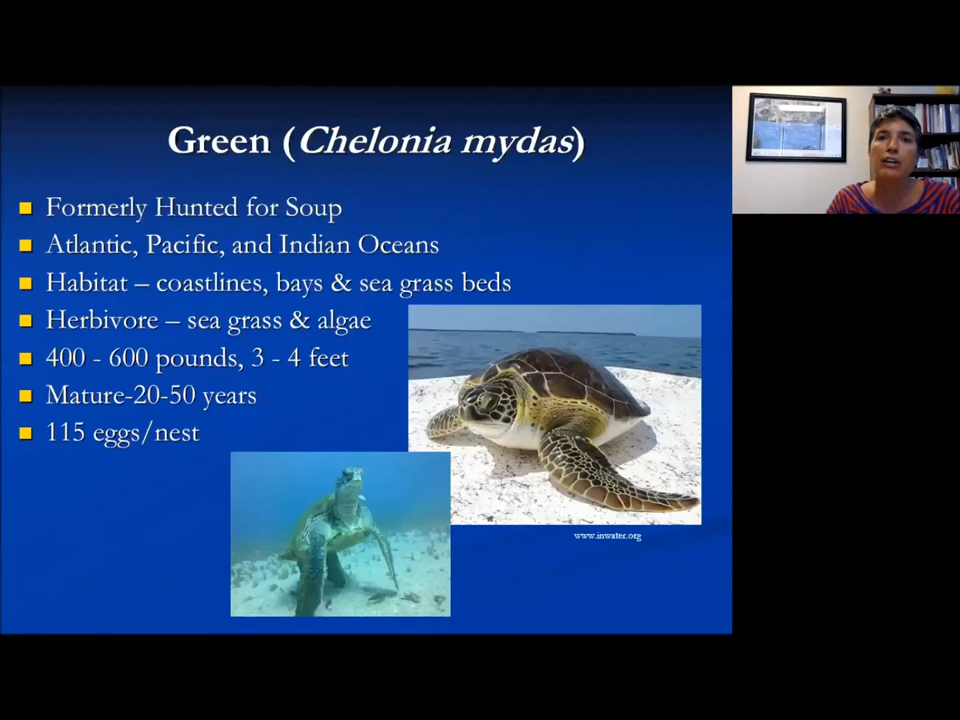 Green (Chelonia mydas)
Formerly Hunted for Soup
Atlantic, Pacific, and Indian Oceans
Habitat – coastlines, bays & sea grass beds
Herbivore – sea grass & algae
400 - 600 pounds, 3 - 4 feet
Mature-20-50 years
115 eggs/nest
www.inwater.org